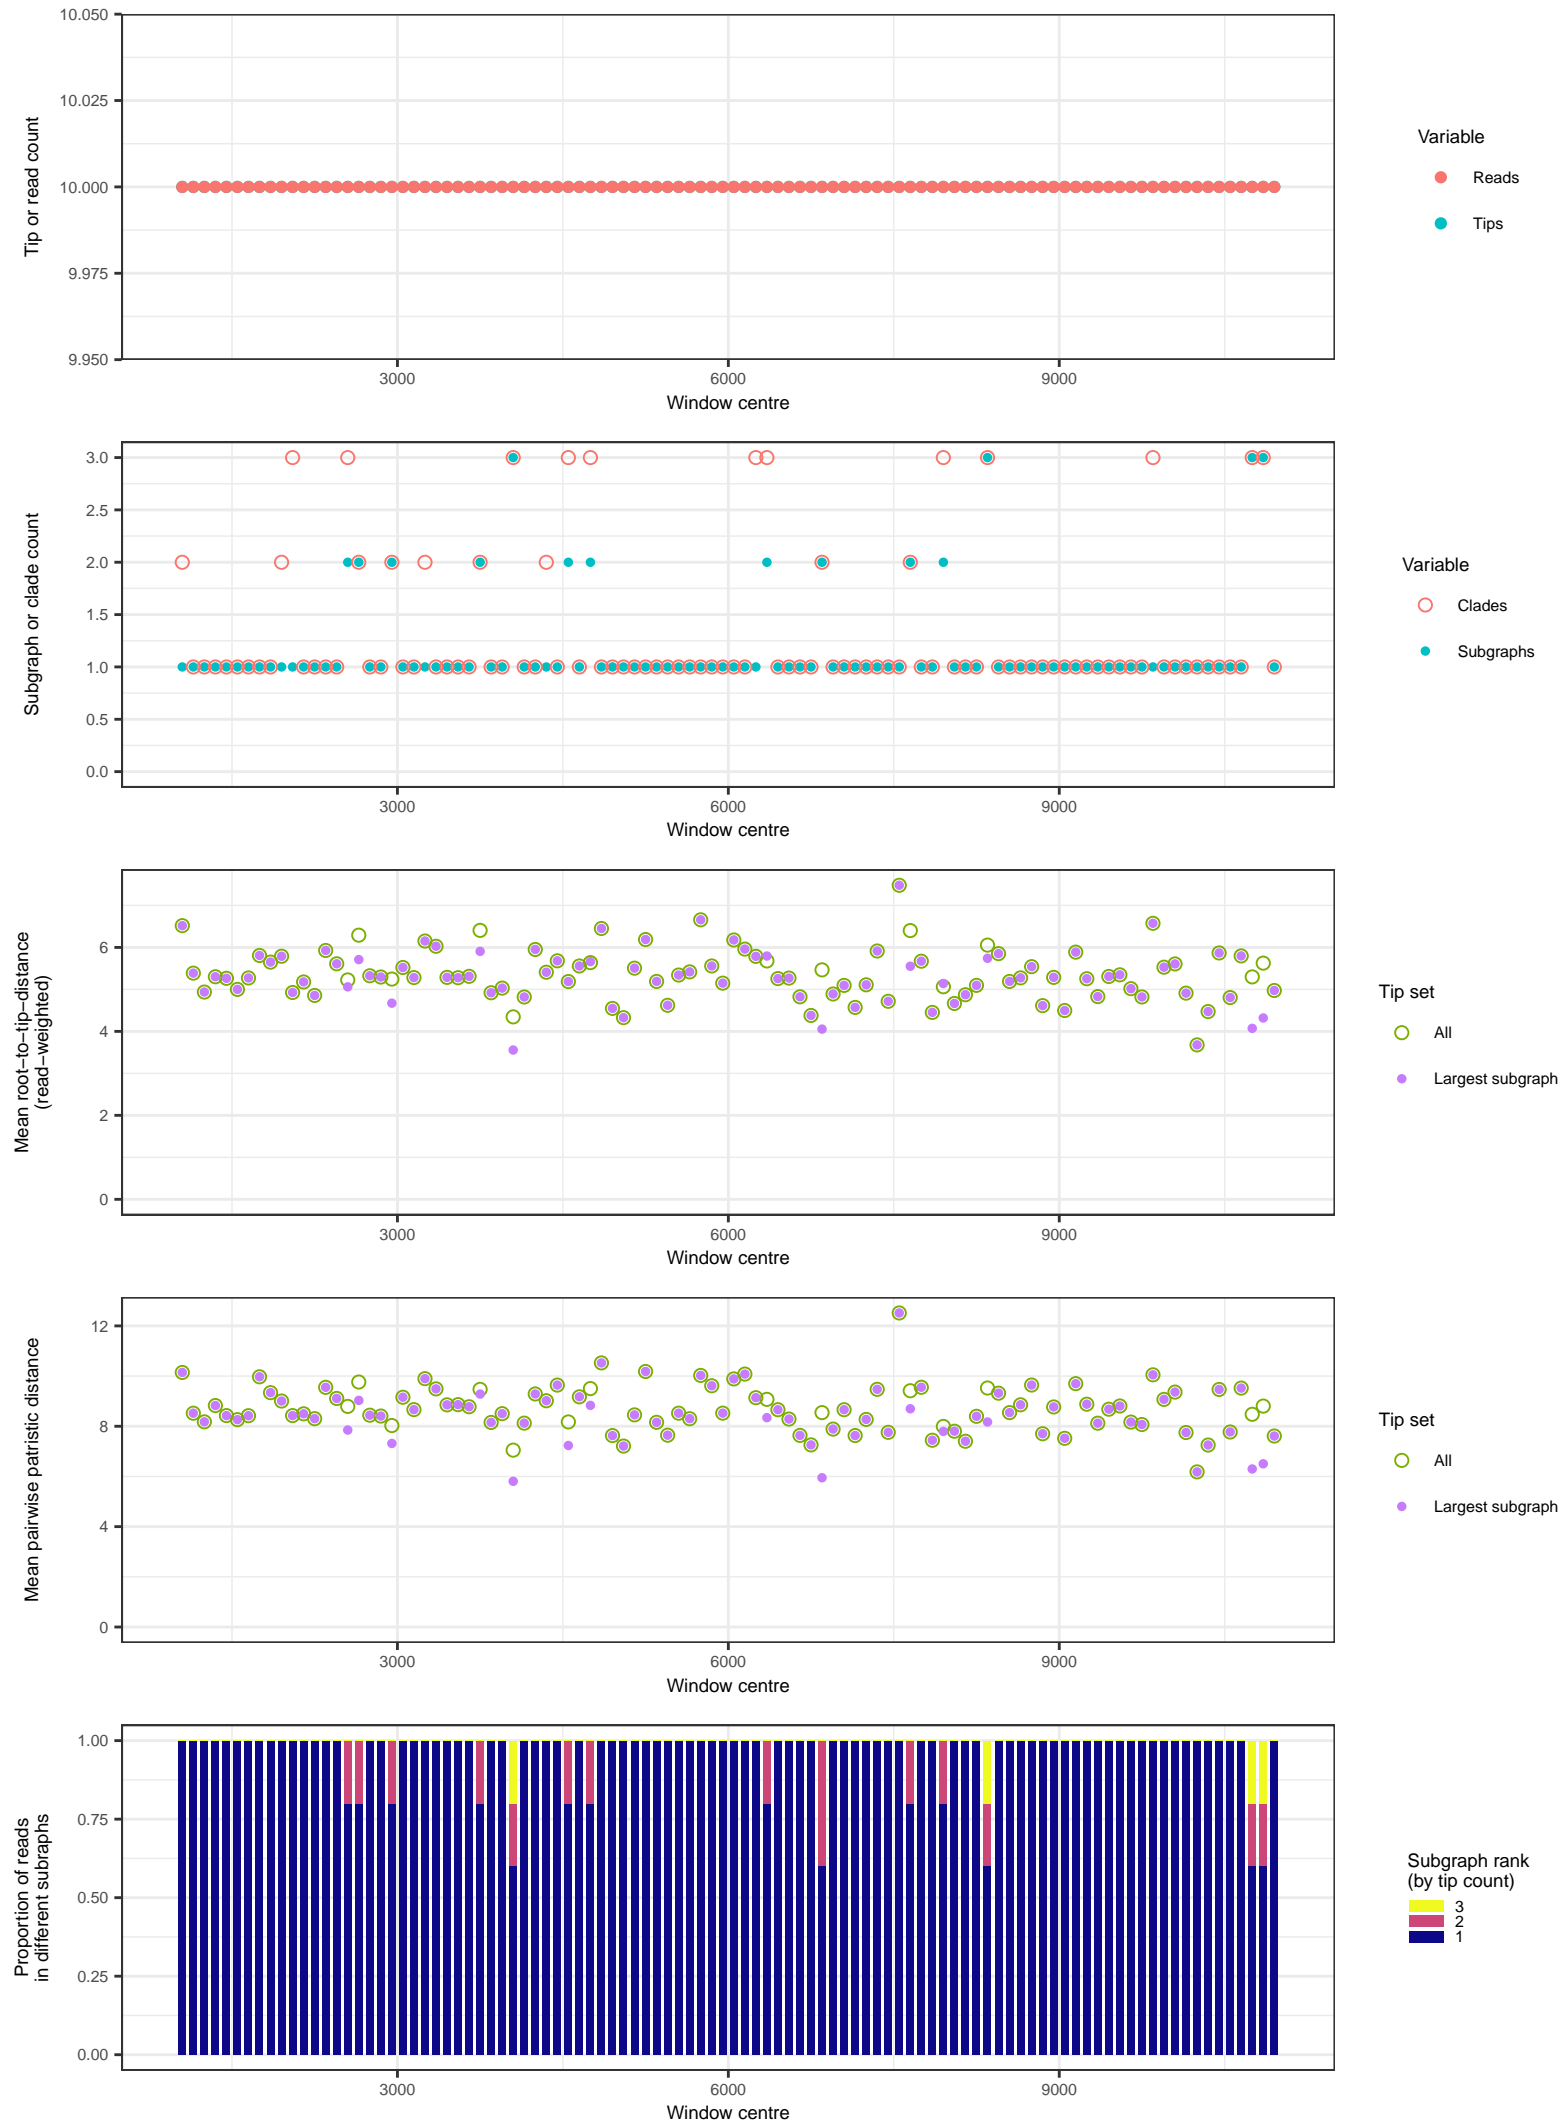 10.050
10.025
10.000
9.975
9.950
Tip or read count
3000 6000 9000
Window centre
Variable
Reads
Tips
3.0
2.5
2.0
1.5
1.0
0.5
0.0
Subgraph or clade count
3000 6000 9000
Window centre
Variable
Clades
Subgraphs
6
4
2
0
Mean root−to−tip−distance
(read−weighted)
3000 6000 9000
Window centre
Tip set
All
Largest subgraph
12
8
4
0
Mean pairwise patristic distance
3000 6000 9000
Window centre
Tip set
All
Largest subgraph
1.00
0.75
0.50
0.25
0.00
Proportion of reads
in different subraphs
3000 6000 9000
Window centre
Subgraph rank
(by tip count)
3
2
1